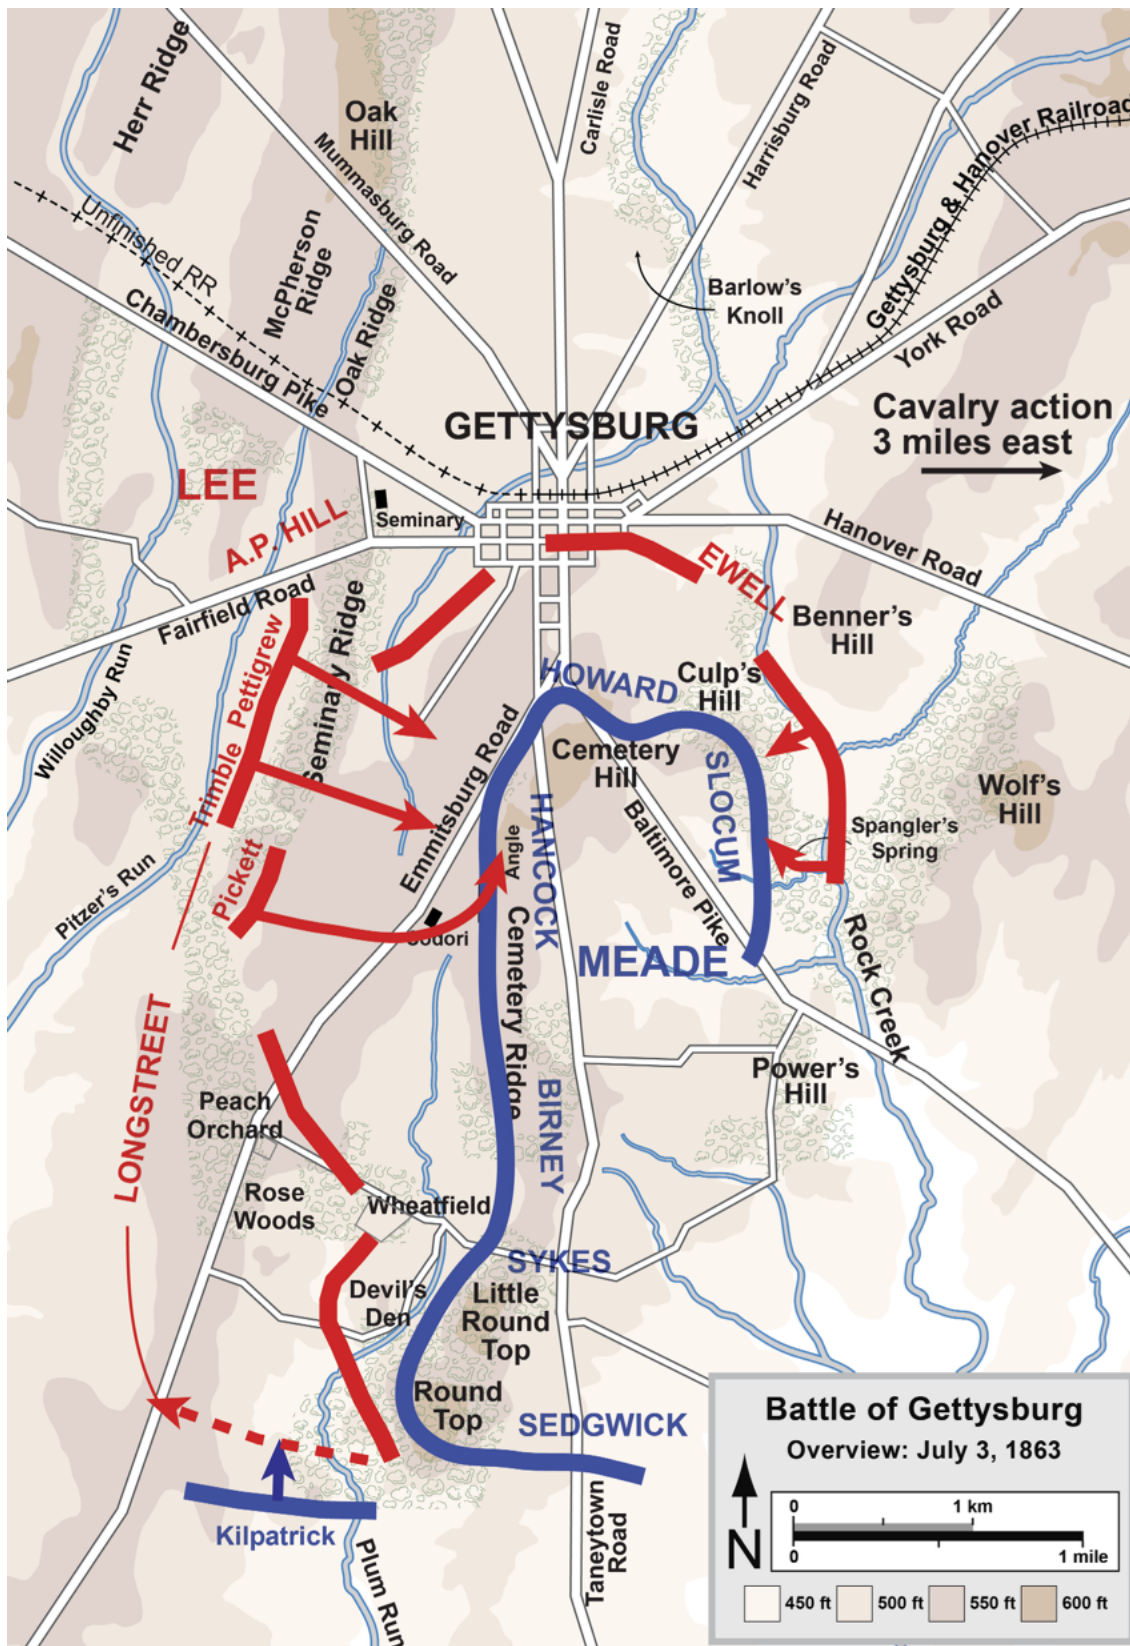 Herr Ridge
Oak
Hill
Mummasburg Road
Carlisle Road
Harrisburg Road
Gettysburg & Hanover Railroad
Unfinished RR
McPherson
Ridge
Oak Ridge
Chambersburg Pike
Barlow's
Knoll
York Road
GETTYSBURG
Cavalry action
3 miles east
LEE
A.P. HILL
Seminary
Hanover Road
EWELL
Fairfield Road
Benner's
Hill
Willoughby Run
Pettigrew
Trimble
Seminary Ridge
HOWARD
Culp's
Hill
Emmitsburg Road
Cemetery
Hill
SLOCUM
Wolf's
Hill
HANCOCK
Angle
Baltimore Pike
Spangler's
Spring
Pitzer's Run
Pickett
Codori
Cemetery Ridge
MEADE
Rock Creek
LONGSTREET
Peach
Orchard
BIRNEY
Power's
Hill
Rose
Woods
Wheatfield
SYKES
Devil's
Den
Little
Round
Top
Round
Top
SEDGWICK
Kilpatrick
Plum Run
Taneytown
Road
Battle of Gettysburg
Overview: July 3, 1863
N
0 1 km
0 1 mile
450 ft 500 ft 550 ft 600 ft